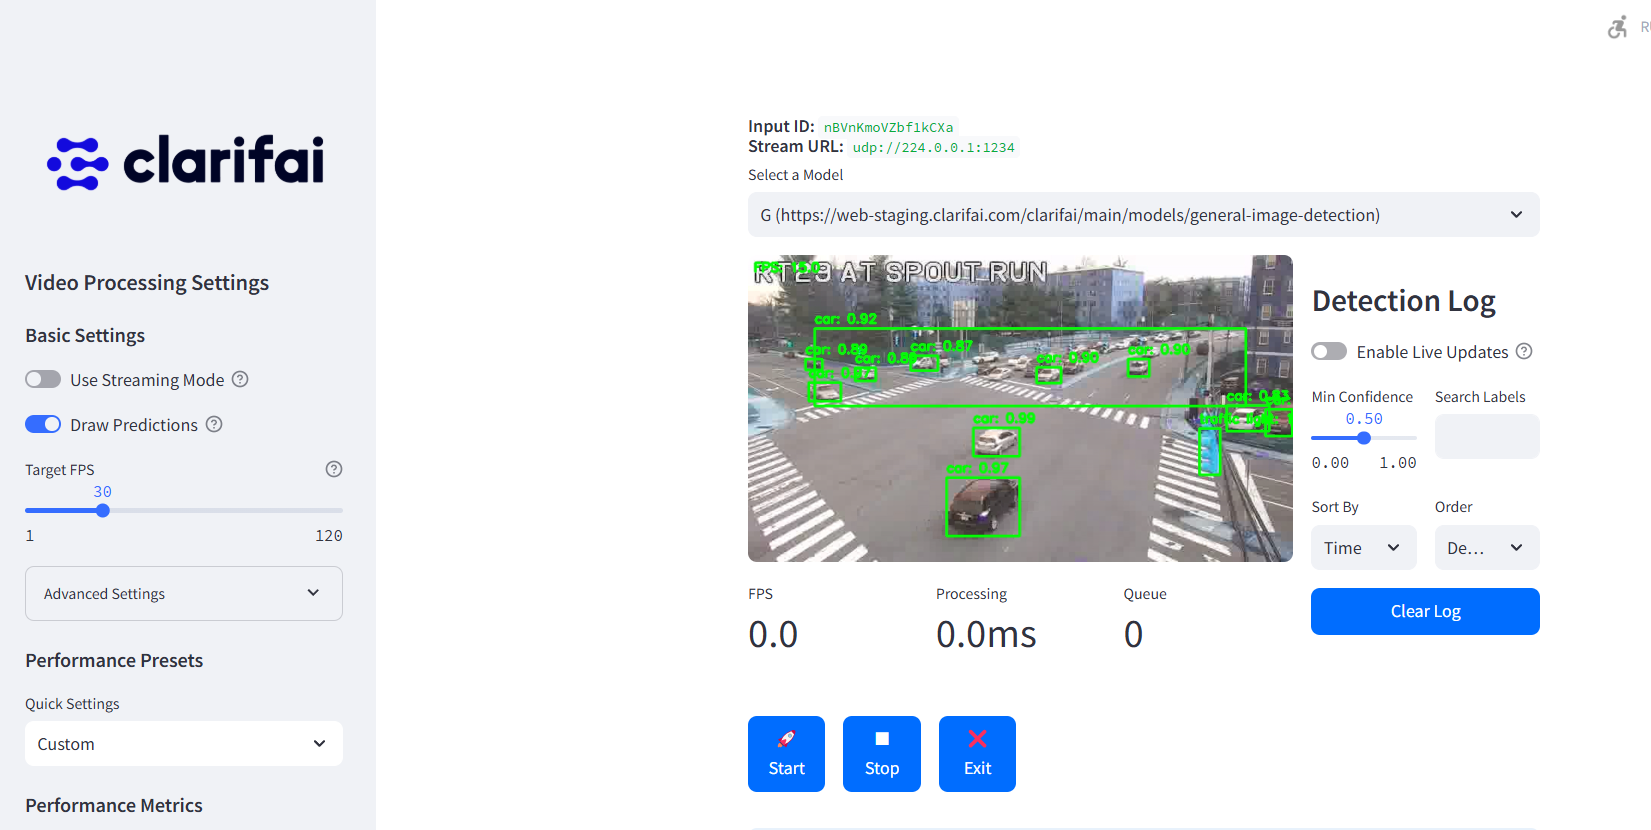 RU
clarifai
Input ID: nBVnKmoVZbf1kCXa
Stream URL: udp://224.0.0.1:1234
Select a Model
G (https://web-staging.clarifai.com/clarifai/main/models/general-image-detection)
Video Processing Settings
Basic Settings
Use Streaming Mode
Draw Predictions
Target FPS
30
1 120
Advanced Settings
Performance Presets
Quick Settings
Custom
Performance Metrics
RT29 AT SPOUT RUN
car: 0.92
car: 0.89
car: 0.87
car: 0.90
car: 0.90
car: 0.87
car: 0.99
car: 0.97
FPS
0.0
Processing
0.0ms
Queue
0
Start
Stop
Exit
Detection Log
Enable Live Updates
Min Confidence
0.50
0.00 1.00
Search Labels
Sort By
Time
Order
De...
Clear Log